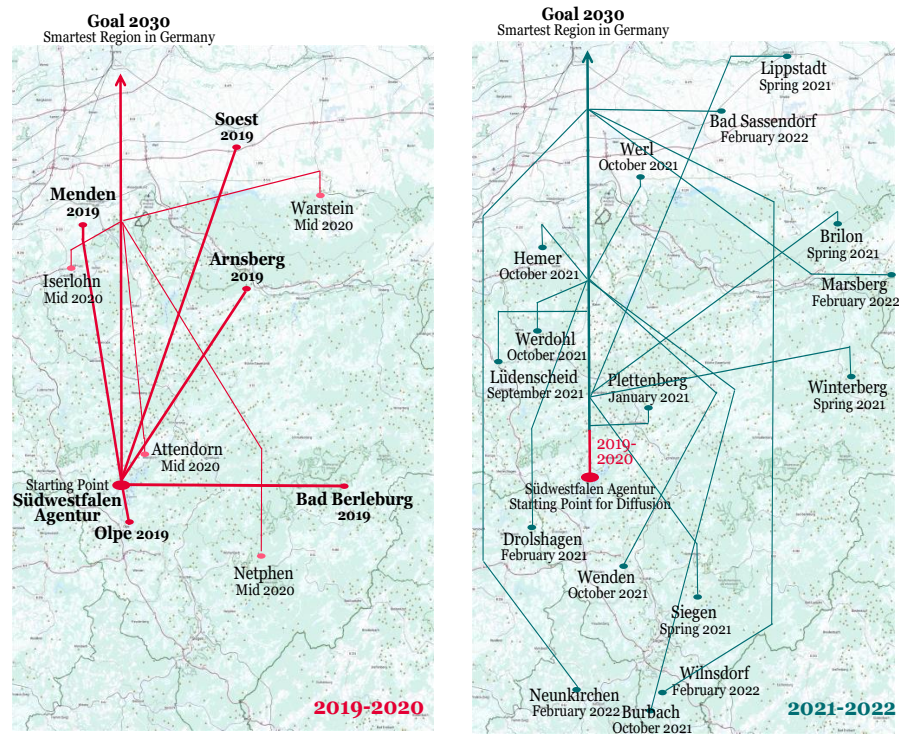 Goal 2030
Smartest Region in Germany
Soest
2019
Menden
2019
Warstein
Mid 2020
Arnsberg
2019
Iserlohn
Mid 2020
Attendorn
Mid 2020
Starting Point
Südwestfalen
Agentur
Bad Berleburg
2019
Olpe 2019
Netphen
Mid 2020
2019-2020
Goal 2030
Smartest Region in Germany
Lippstadt
Spring 2021
Bad Sassendorf
February 2022
Werl
October 2021
Brilon
Spring 2021
Hemer
October 2021
Marsberg
February 2022
Werdohl
October 2021
Lüdenscheid
September 2021
Plettenberg
January 2021
Winterberg
Spring 2021
2019-
2020
Südwestfalen Agentur
Starting Point for Diffusion
Drolshagen
February 2021
Wenden
October 2021
Siegen
Spring 2021
Wilnsdorf
February 2022
Neunkirchen
February 2022
Burbach
October 2021
2021-2022